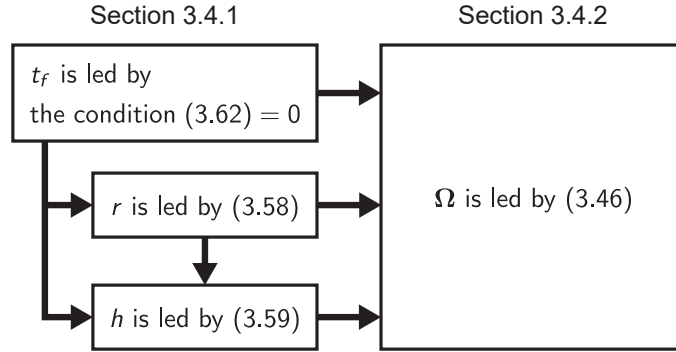 Section 3.4.1
Section 3.4.2
t_f is led by
the condition (3.62) = 0
r is led by (3.58)
Ω is led by (3.46)
h is led by (3.59)